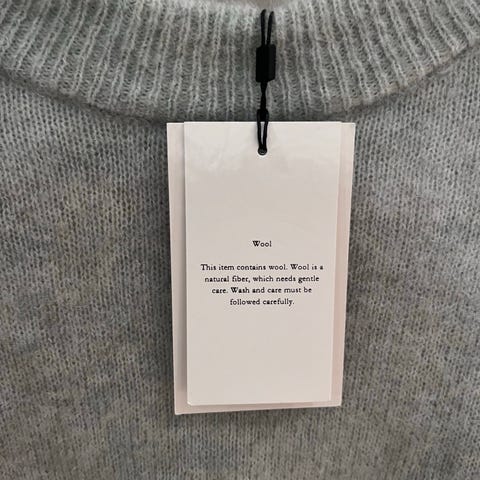 Wool
This item contains wool. Wool is a
natural fiber, which needs gentle
care. Wash and care must be
followed carefully.